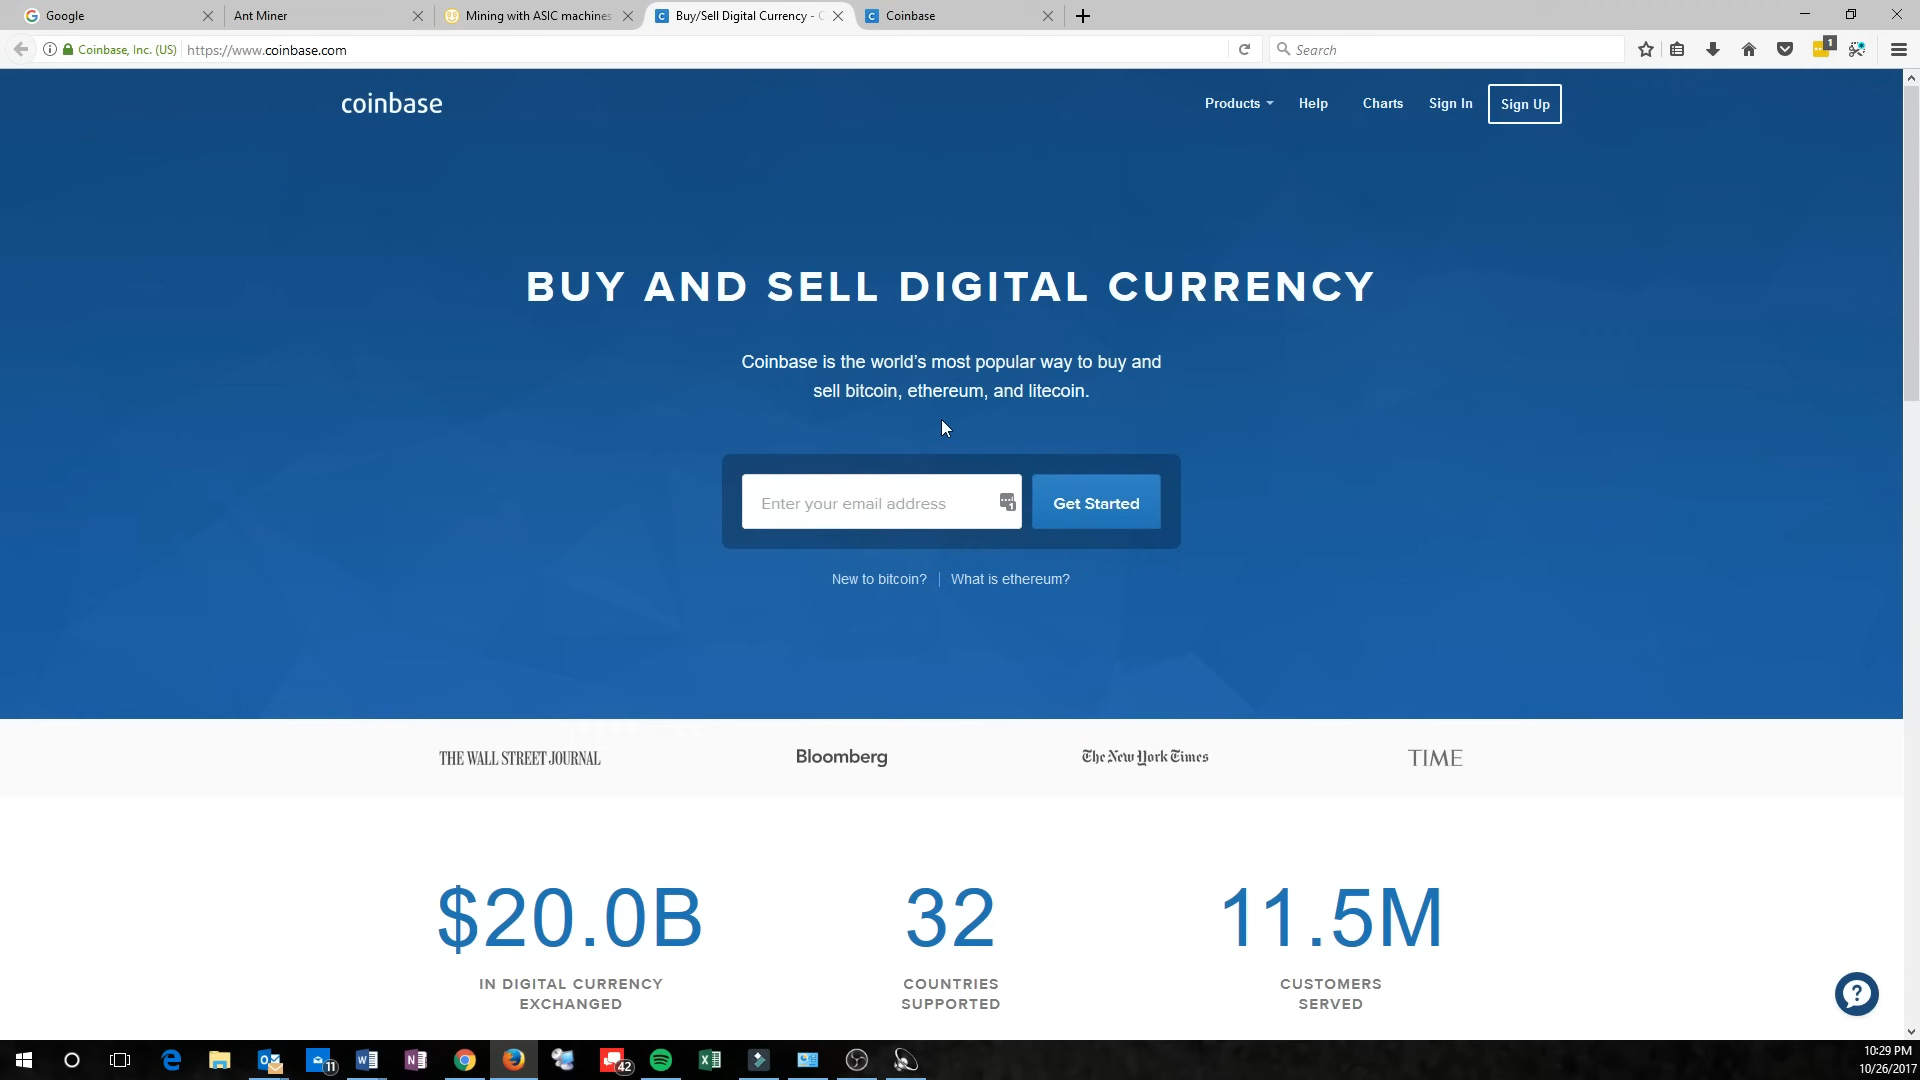 Google
Ant Miner
Mining with ASIC machines
Buy/Sell Digital Currency - C
Coinbase
Coinbase, Inc. (US)
https://www.coinbase.com
Search
1
coinbase
Products
Help
Charts
Sign In
Sign Up
BUY AND SELL DIGITAL CURRENCY
Coinbase is the world's most popular way to buy and
sell bitcoin, ethereum, and litecoin.
Enter your email address
1
Get Started
New to bitcoin?
What is ethereum?
THE WALL STREET JOURNAL
Bloomberg
The New York Times
TIME
$20.0B
32
11.5M
IN DIGITAL CURRENCY
EXCHANGED
COUNTRIES
SUPPORTED
CUSTOMERS
SERVED
?
11
42
10:29 PM
10/26/2017